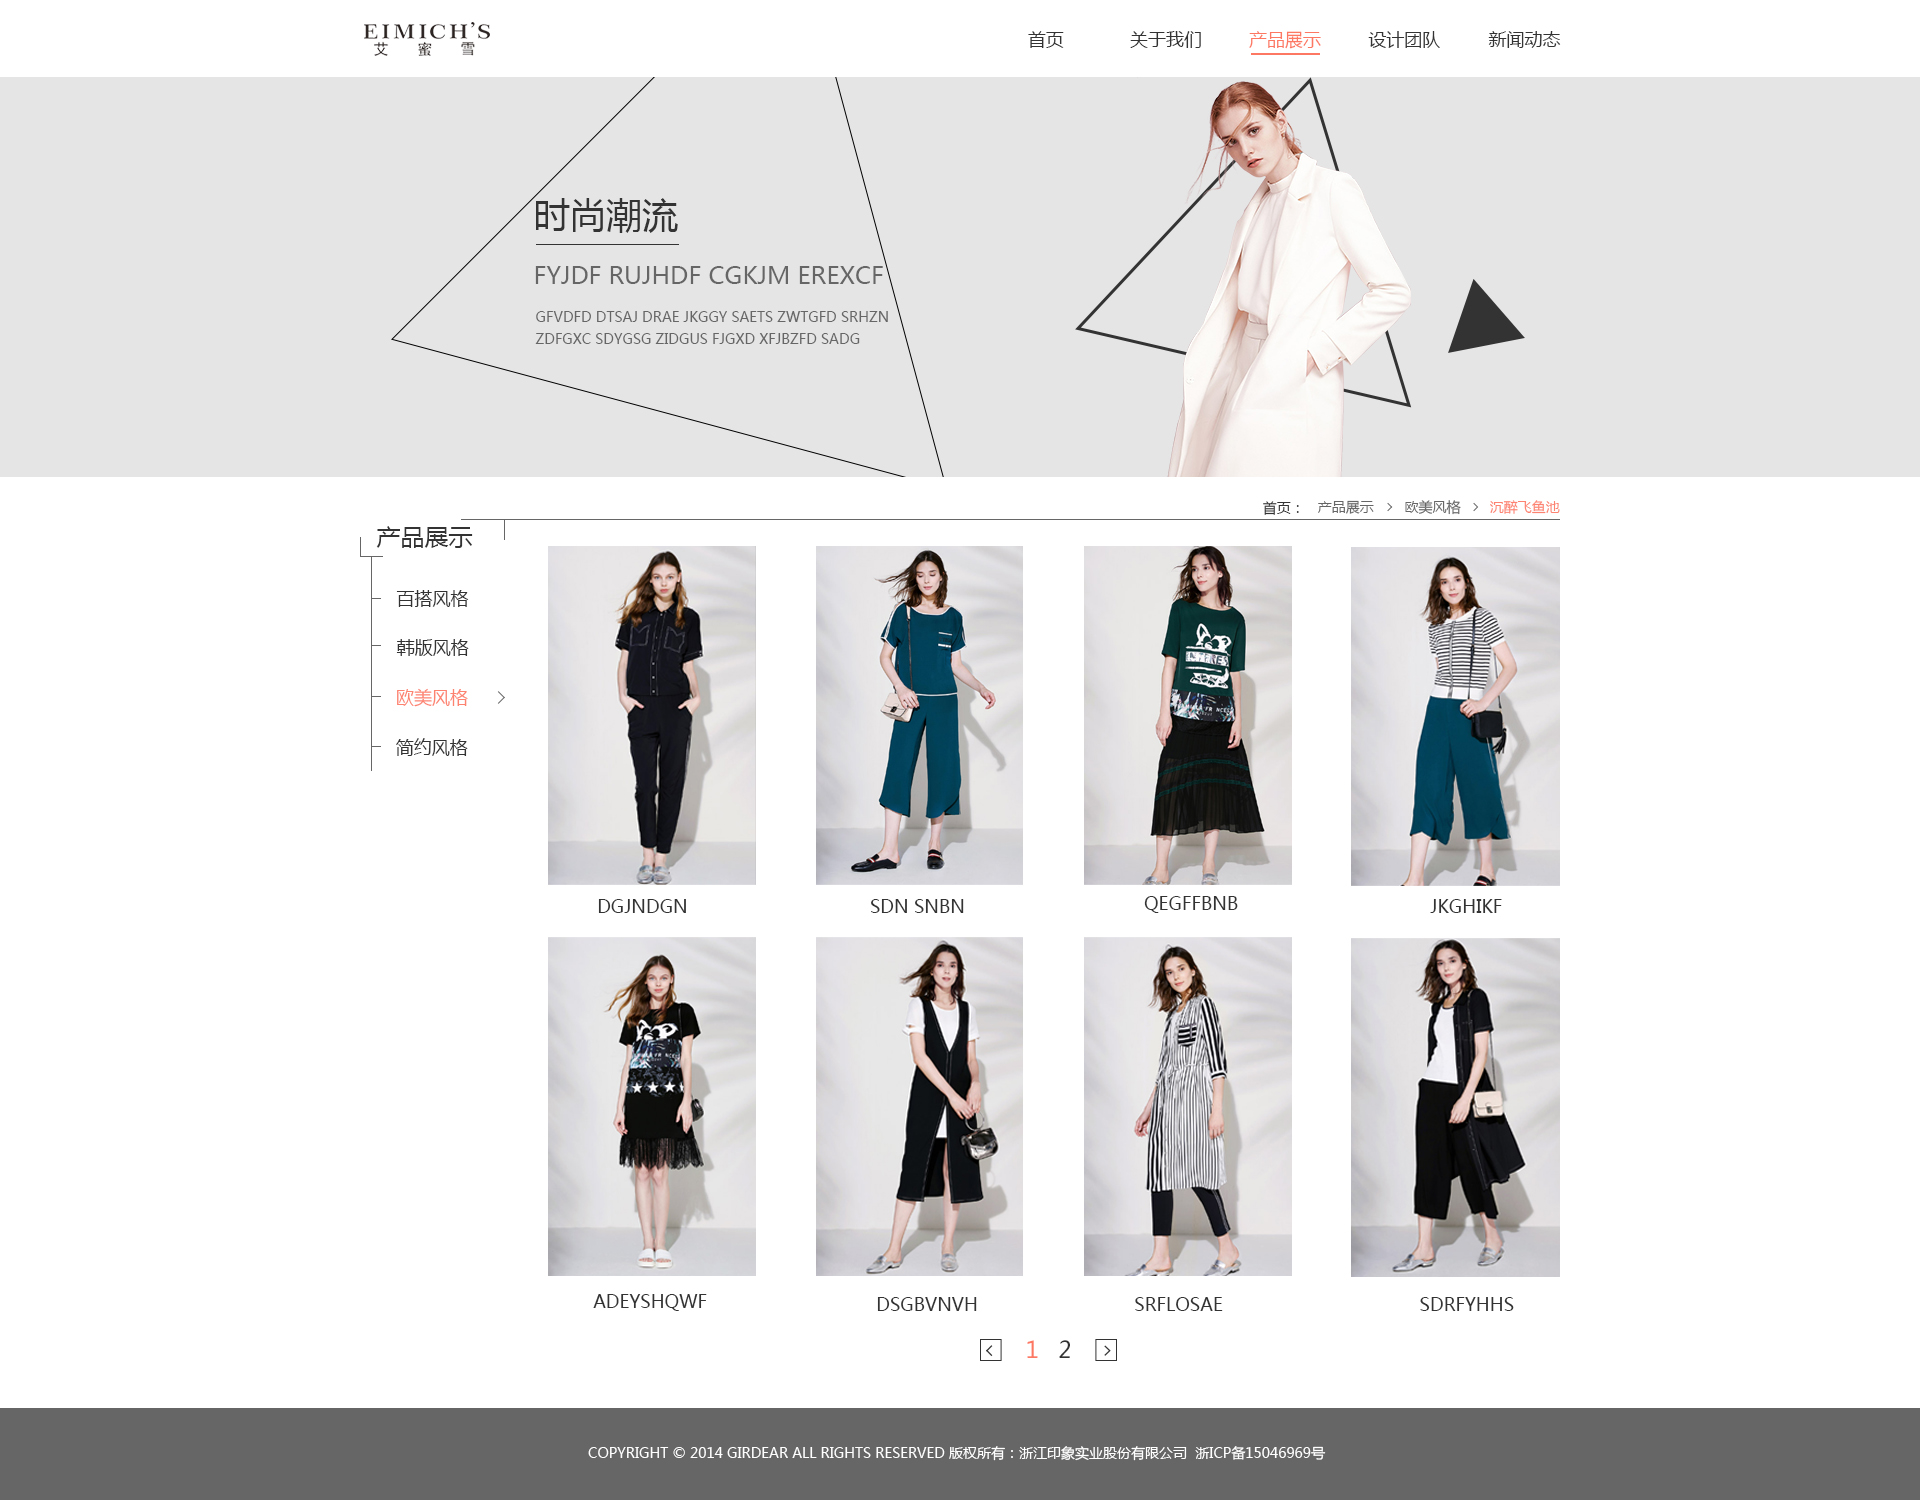 EIMICH'S
艾蜜雪
首页 关于我们 产品展示 设计团队 新闻动态
时尚潮流
FYJDF RUJHDF CGKJM EREXCF
GFVDFD DTSAJ DRAE JKGGY SAETS ZWTGFD SRHZN
ZDFGXC SDYGSG ZIDGUS FJGXD XFJBZFD SADG
首页： 产品展示 > 欧美风格 > 沉醉飞鱼池
产品展示
百搭风格
韩版风格
欧美风格 >
简约风格
DGJNDGN
SDN SNBN
QEGFFBNB
JKGHIKF
ADEYSHQWF
DSGBVNVH
SRFLOSAE
SDRFYHHS
< 1 2 >
COPYRIGHT © 2014 GIRDEAR ALL RIGHTS RESERVED 版权所有：浙江印象实业股份有限公司 浙ICP备15046969号